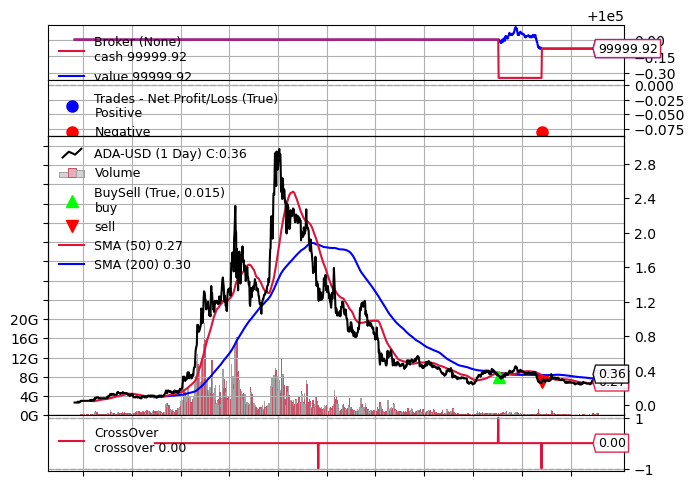 +1e5
Broker (None)
cash 99999.92
value 99999.92
0.00
99999.92
−0.15
−0.30
Trades - Net Profit/Loss (True)
Positive
Negative
0.000
−0.025
−0.050
−0.075
ADA-USD (1 Day) C:0.36
Volume
BuySell (True, 0.015)
buy
sell
SMA (50) 0.27
SMA (200) 0.30
2.8
2.4
2.0
1.6
1.2
0.8
0.4
0.0
0.36
0.27
20G
16G
12G
8G
4G
0G
CrossOver
crossover 0.00
1
0.00
−1